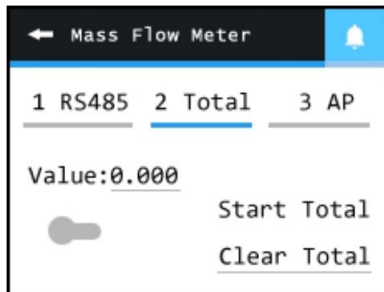 Mass Flow Meter
1 RS485 2 Total 3 AP
Value:0.000
Start Total
Clear Total